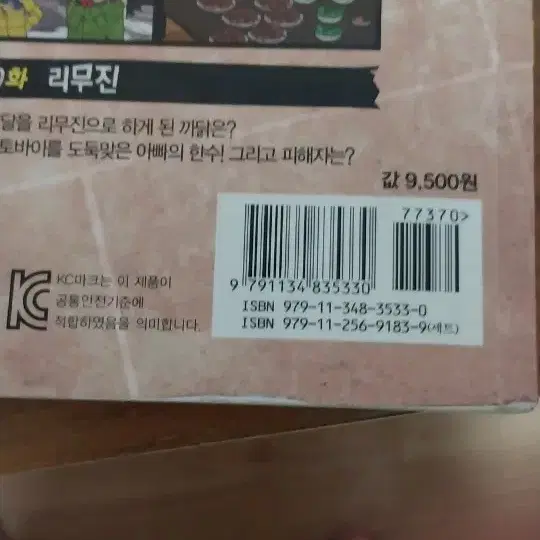 화 리무진
달을 리무진으로 하게 된 까닭은?
토바이를 도둑맞은 아빠의 한수! 그리고 피해자는?
값 9,500원
77370>
9 791134 835330
ISBN 979-11-348-3533-0
ISBN 979-11-256-9183-9(세트)
KC마크는 이 제품이
공통안전기준에
적합하였음을 의미합니다.